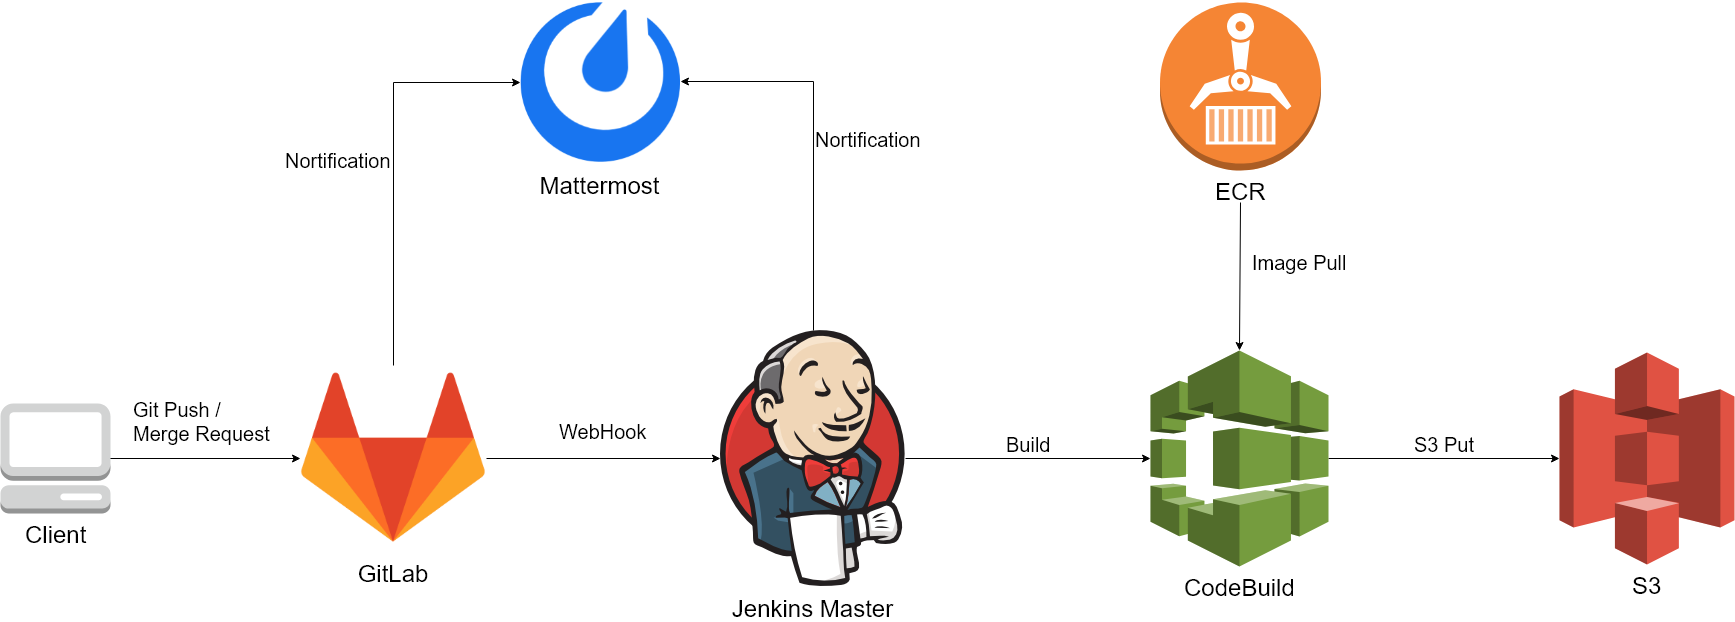 Nortification
Mattermost
Nortification
ECR
Image Pull
Git Push /
Merge Request
WebHook
Build
S3 Put
Client
GitLab
Jenkins Master
CodeBuild
S3